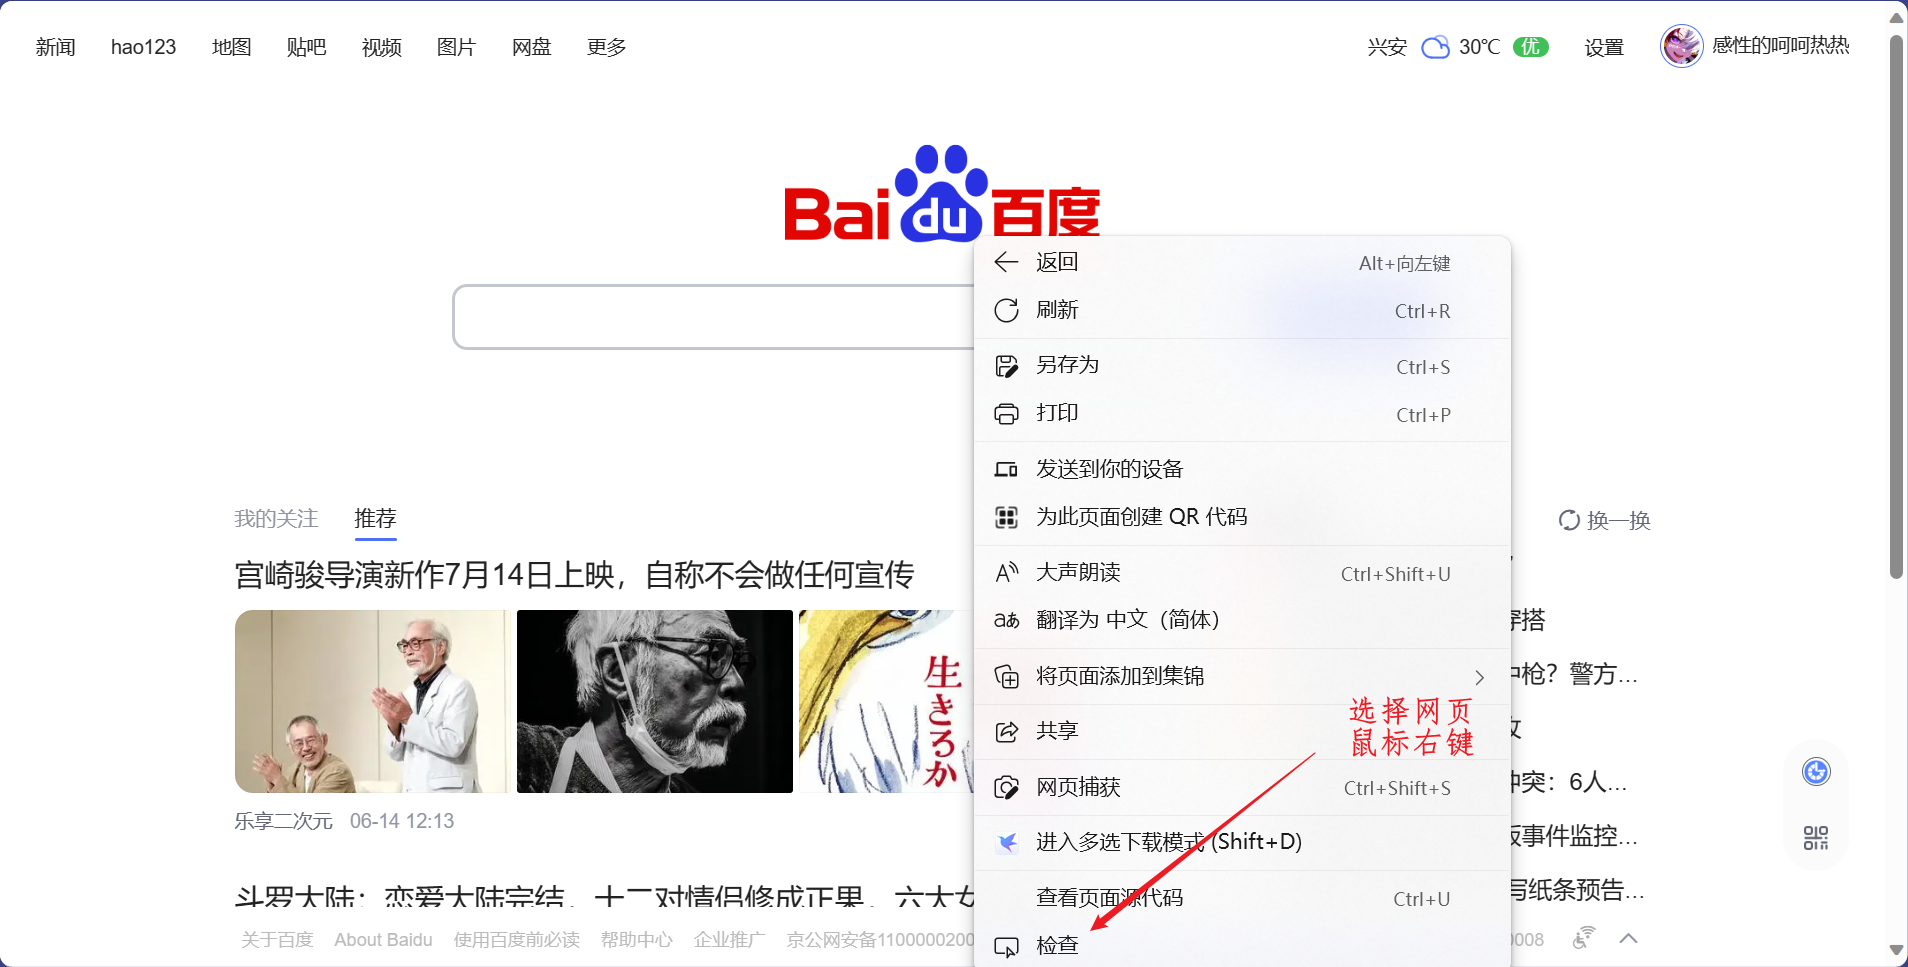 新闻 hao123 地图 贴吧 视频 图片 网盘 更多 兴安 30℃ 优 设置 感性的呵呵热热
Bai du 百度
返回 Alt+向左键
刷新 Ctrl+R
另存为 Ctrl+S
打印 Ctrl+P
发送到你的设备
为此页面创建 QR 代码
大声朗读 Ctrl+Shift+U
翻译为 中文（简体）
将页面添加到集锦
共享
选择网页
鼠标右键
网页捕获 Ctrl+Shift+S
进入多选下载模式 (Shift+D)
查看页面源代码 Ctrl+U
检查
我的关注 推荐 换一换
宫崎骏导演新作7月14日上映，自称不会做任何宣传
生きろか
乐享二次元 06-14 12:13
斗罗大陆：恋爱大陆完结，十二对情侣修成正果，六大女
穿搭
中枪？警方...
冲突：6人...
事件监控...
写纸条预告...
关于百度 About Baidu 使用百度前必读 帮助中心 企业推广 京公网安备1100000200 0008